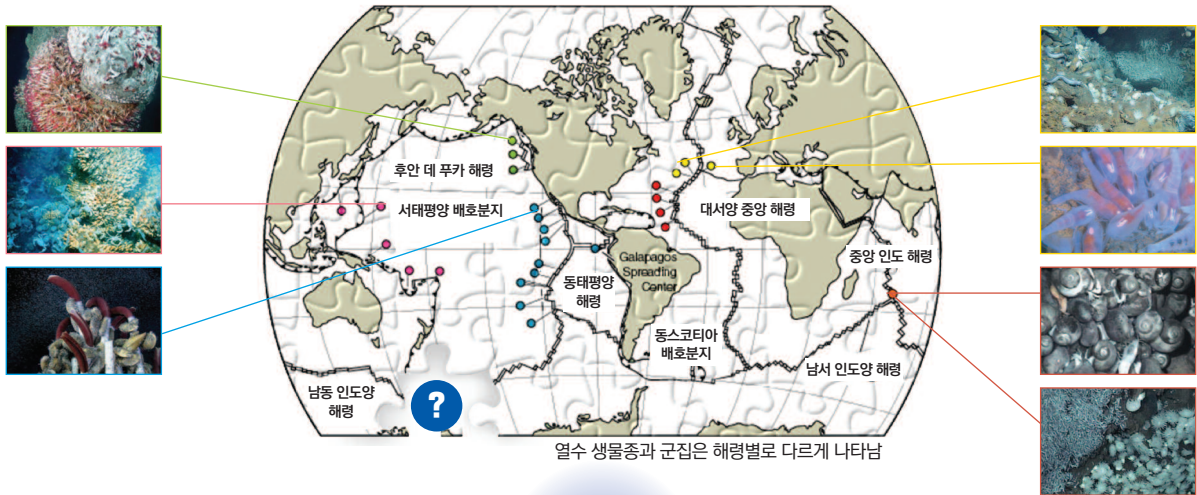 후안 데 푸카 해령
서태평양 배호분지
대서양 중앙 해령
중앙 인도 해령
Galapagos
Spreading
Center
동태평양
해령
동스코티아
배호분지
남서 인도양 해령
남동 인도양
해령
?
열수 생물종과 군집은 해령별로 다르게 나타남